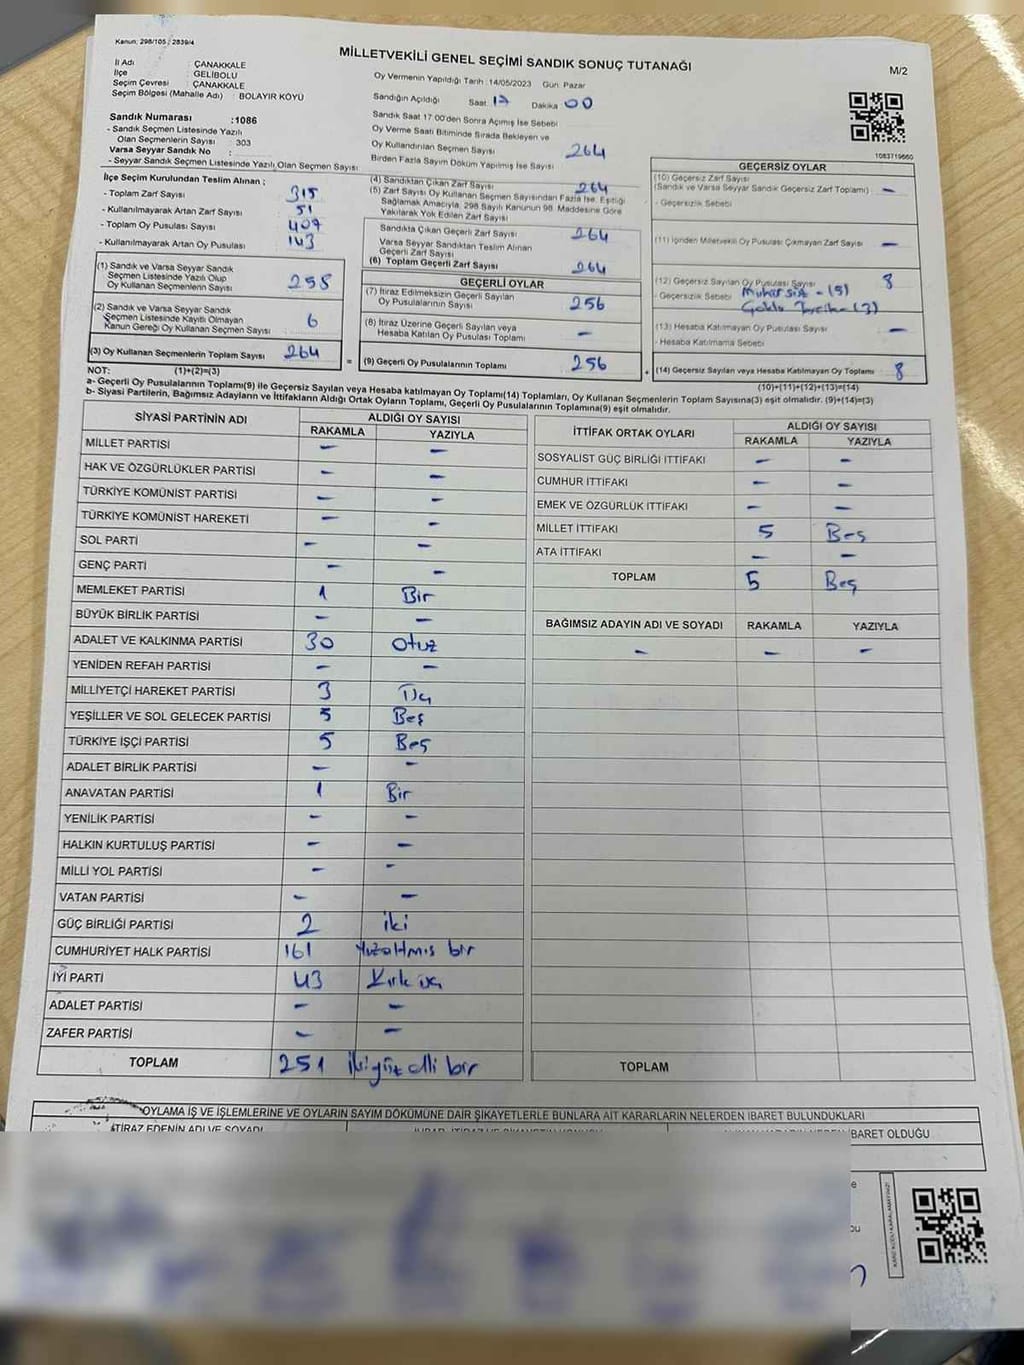 Kanun: 298/105 ; 2839/4
MİLLETVEKİLİ GENEL SEÇİMİ SANDIK SONUÇ TUTANAĞI
M/2
İl Adı : ÇANAKKALE
İlçe : GELİBOLU
Seçim Çevresi : ÇANAKKALE
Seçim Bölgesi (Mahalle Adı) : BOLAYIR KÖYÜ
Sandık Numarası :1086
- Sandık Seçmen Listesinde Yazılı
Olan Seçmenlerin Sayısı : 303
Varsa Seyyar Sandık No :
- Seyyar Sandık Seçmen Listesinde Yazılı Olan Seçmen Sayısı
Oy Vermenin Yapıldığı Tarih :14/05/2023 Gün: Pazar
Sandığın Açıldığı Saat: 17 Dakika 00
Sandık Saat 17:00'den Sonra Açılmış İse Sebebi
Oy Verme Saati Bitiminde Sırada Bekleyen ve
Oy Kullandırılan Seçmen Sayısı 264
Birden Fazla Sayım Döküm Yapılmış İse Sayısı
1083719660
İlçe Seçim Kurulundan Teslim Alınan ;
- Toplam Zarf Sayısı 315
- Kullanılmayarak Artan Zarf Sayısı 51
- Toplam Oy Pusulası Sayısı 407
- Kullanılmayarak Artan Oy Pusulası 143
(1) Sandık ve Varsa Seyyar Sandık
Seçmen Listesinde Yazılı Olup
Oy Kullanan Seçmenlerin Sayısı 258
(2) Sandık ve Varsa Seyyar Sandık
Seçmen Listesinde Kayıtlı Olmayan
Kanun Gereği Oy Kullanan Seçmen Sayısı 6
(3) Oy Kullanan Seçmenlerin Toplam Sayısı 264
(4) Sandıktan Çıkan Zarf Sayısı 264
(5) Zarf Sayısı Oy Kullanan Seçmen Sayısından Fazla İse, Eşitliği
Sağlamak Amacıyla, 298 Sayılı Kanunun 98. Maddesine Göre
Yakılarak Yok Edilen Zarf Sayısı
Sandıkta Çıkan Geçerli Zarf Sayısı 264
Varsa Seyyar Sandıktan Teslim Alınan
Geçerli Zarf Sayısı
(6) Toplam Geçerli Zarf Sayısı 264
GEÇERLİ OYLAR
(7) İtiraz Edilmeksizin Geçerli Sayılan
Oy Pusulalarının Sayısı 256
(8) İtiraz Üzerine Geçerli Sayılan veya
Hesaba Katılan Oy Pusulası Toplamı -
= (9) Geçerli Oy Pusulalarının Toplamı 256
GEÇERSİZ OYLAR
(10) Geçersiz Zarf Sayısı
(Sandık ve Varsa Seyyar Sandık Geçersiz Zarf Toplamı) -
- Geçersizlik Sebebi
(11) İçinden Milletvekili Oy Pusulası Çıkmayan Zarf Sayısı -
(12) Geçersiz Sayılan Oy Pusulası Sayısı 8
- Geçersizlik Sebebi Mühürsüz - (5)
(3)
(13) Hesaba Katılmayan Oy Pusulası Sayısı -
- Hesaba Katılmama Sebebi
+ (14) Geçersiz Sayılan veya Hesaba Katılmayan Oy Toplamı 8
NOT: (1)+(2)=(3)
(10)+(11)+(12)+(13)=(14)
a- Geçerli Oy Pusulalarının Toplamı(9) ile Geçersiz Sayılan veya Hesaba katılmayan Oy Toplamı(14) Toplamları, Oy Kullanan Seçmenlerin Toplam Sayısına(3) eşit olmalıdır. (9)+(14)=(3)
b- Siyasi Partilerin, Bağımsız Adayların ve İttifakların Aldığı Ortak Oyların Toplamı, Geçerli Oy Pusulalarının Toplamına(9) eşit olmalıdır.
SİYASİ PARTİNİN ADI ALDIĞI OY SAYISI
RAKAMLA YAZIYLA
MİLLET PARTİSİ - -
HAK VE ÖZGÜRLÜKLER PARTİSİ - -
TÜRKİYE KOMÜNİST PARTİSİ - -
TÜRKİYE KOMÜNİST HAREKETİ - -
SOL PARTİ - -
GENÇ PARTİ - -
MEMLEKET PARTİSİ 1 Bir
BÜYÜK BİRLİK PARTİSİ - -
ADALET VE KALKINMA PARTİSİ 30 Otuz
YENİDEN REFAH PARTİSİ - -
MİLLİYETÇİ HAREKET PARTİSİ 3 Üç
YEŞİLLER VE SOL GELECEK PARTİSİ 5 Beş
TÜRKİYE İŞÇİ PARTİSİ 5 Beş
ADALET BİRLİK PARTİSİ - -
ANAVATAN PARTİSİ 1 Bir
YENİLİK PARTİSİ - -
HALKIN KURTULUŞ PARTİSİ - -
MİLLİ YOL PARTİSİ - -
VATAN PARTİSİ - -
GÜÇ BİRLİĞİ PARTİSİ 2 iki
CUMHURİYET HALK PARTİSİ 161 Yüzaltmış bir
İYİ PARTİ 43 Kırk üç
ADALET PARTİSİ - -
ZAFER PARTİSİ - -
TOPLAM 251 ikiyüz elli bir
İTTİFAK ORTAK OYLARI ALDIĞI OY SAYISI
RAKAMLA YAZIYLA
SOSYALİST GÜÇ BİRLİĞİ İTTİFAKI - -
CUMHUR İTTİFAKI - -
EMEK VE ÖZGÜRLÜK İTTİFAKI - -
MİLLET İTTİFAKI 5 Beş
ATA İTTİFAKI - -
TOPLAM 5 Beş
BAĞIMSIZ ADAYIN ADI VE SOYADI RAKAMLA YAZIYLA
- - -
TOPLAM
OYLAMA İŞ VE İŞLEMLERİNE VE OYLARIN SAYIM DÖKÜMÜNE DAİR ŞİKAYETLERLE BUNLARA AİT KARARLARIN NELERDEN İBARET BULUNDUKLARI
İTİRAZ EDENİN ADI VE SOYADI
İBARET OLDUĞU